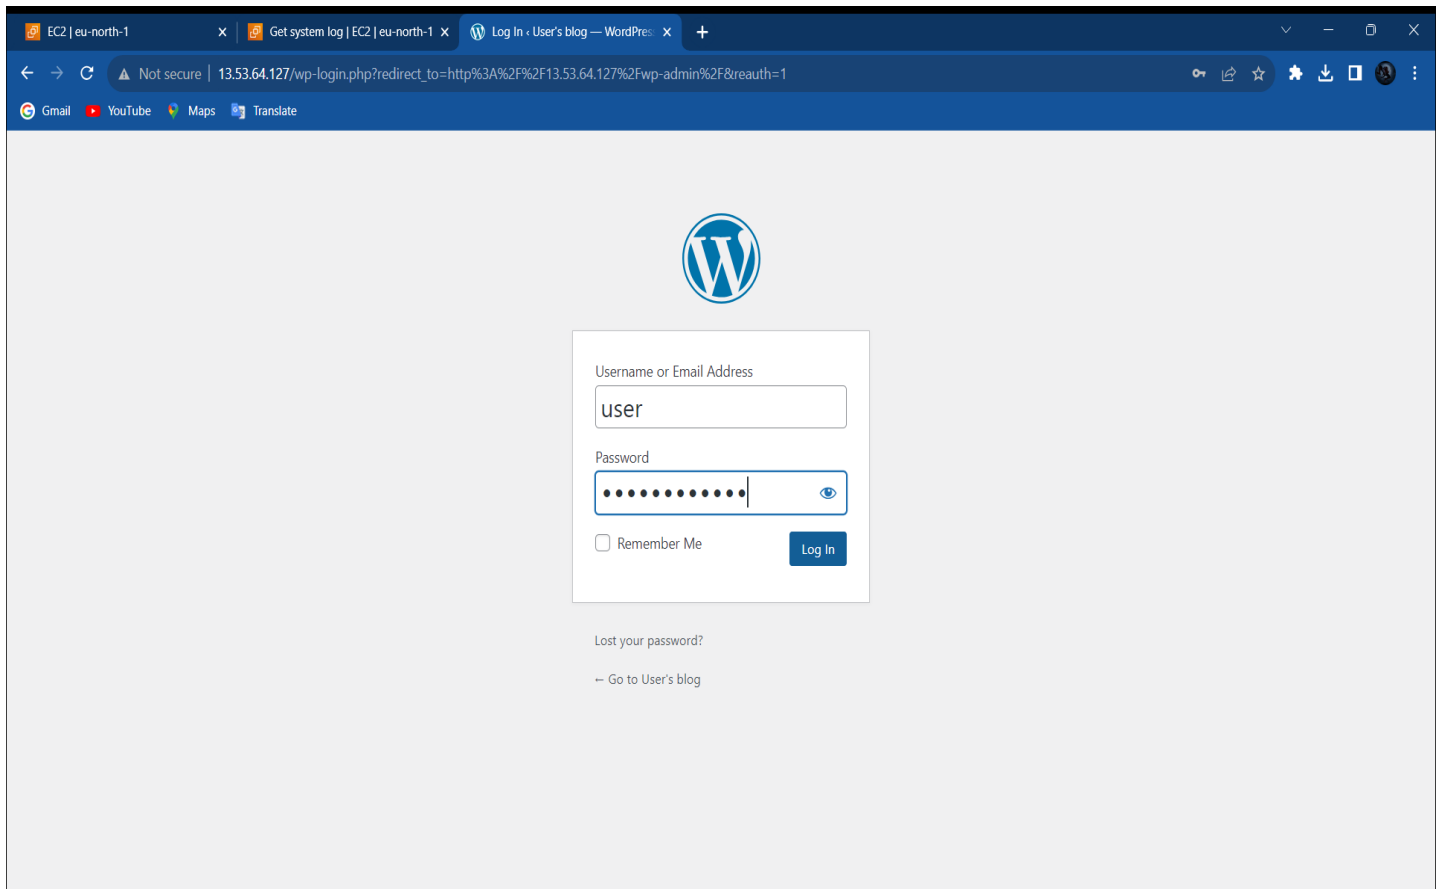 EC2 | eu-north-1
Get system log | EC2 | eu-north-1
Log In ‹ User's blog — WordPres
Not secure | 13.53.64.127/wp-login.php?redirect_to=http%3A%2F%2F13.53.64.127%2Fwp-admin%2F&reauth=1
Gmail YouTube Maps Translate
Username or Email Address
user
Password
Remember Me
Log In
Lost your password?
← Go to User's blog